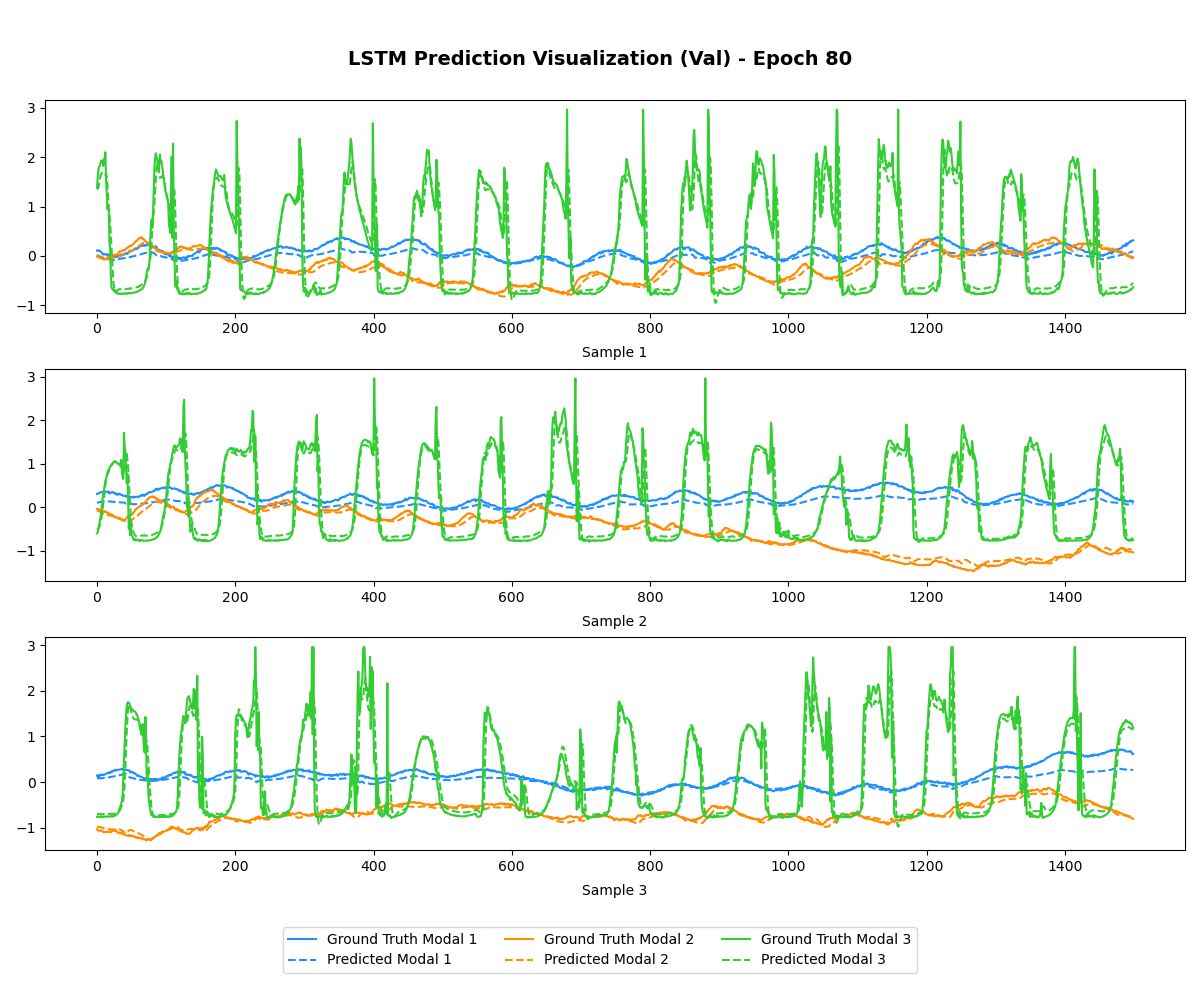 LSTM Prediction Visualization (Val) - Epoch 80
3
2
1
0
−1
0 200 400 600 800 1000 1200 1400
Sample 1
3
2
1
0
−1
0 200 400 600 800 1000 1200 1400
Sample 2
3
2
1
0
−1
0 200 400 600 800 1000 1200 1400
Sample 3
Ground Truth Modal 1 Ground Truth Modal 2 Ground Truth Modal 3
Predicted Modal 1 Predicted Modal 2 Predicted Modal 3